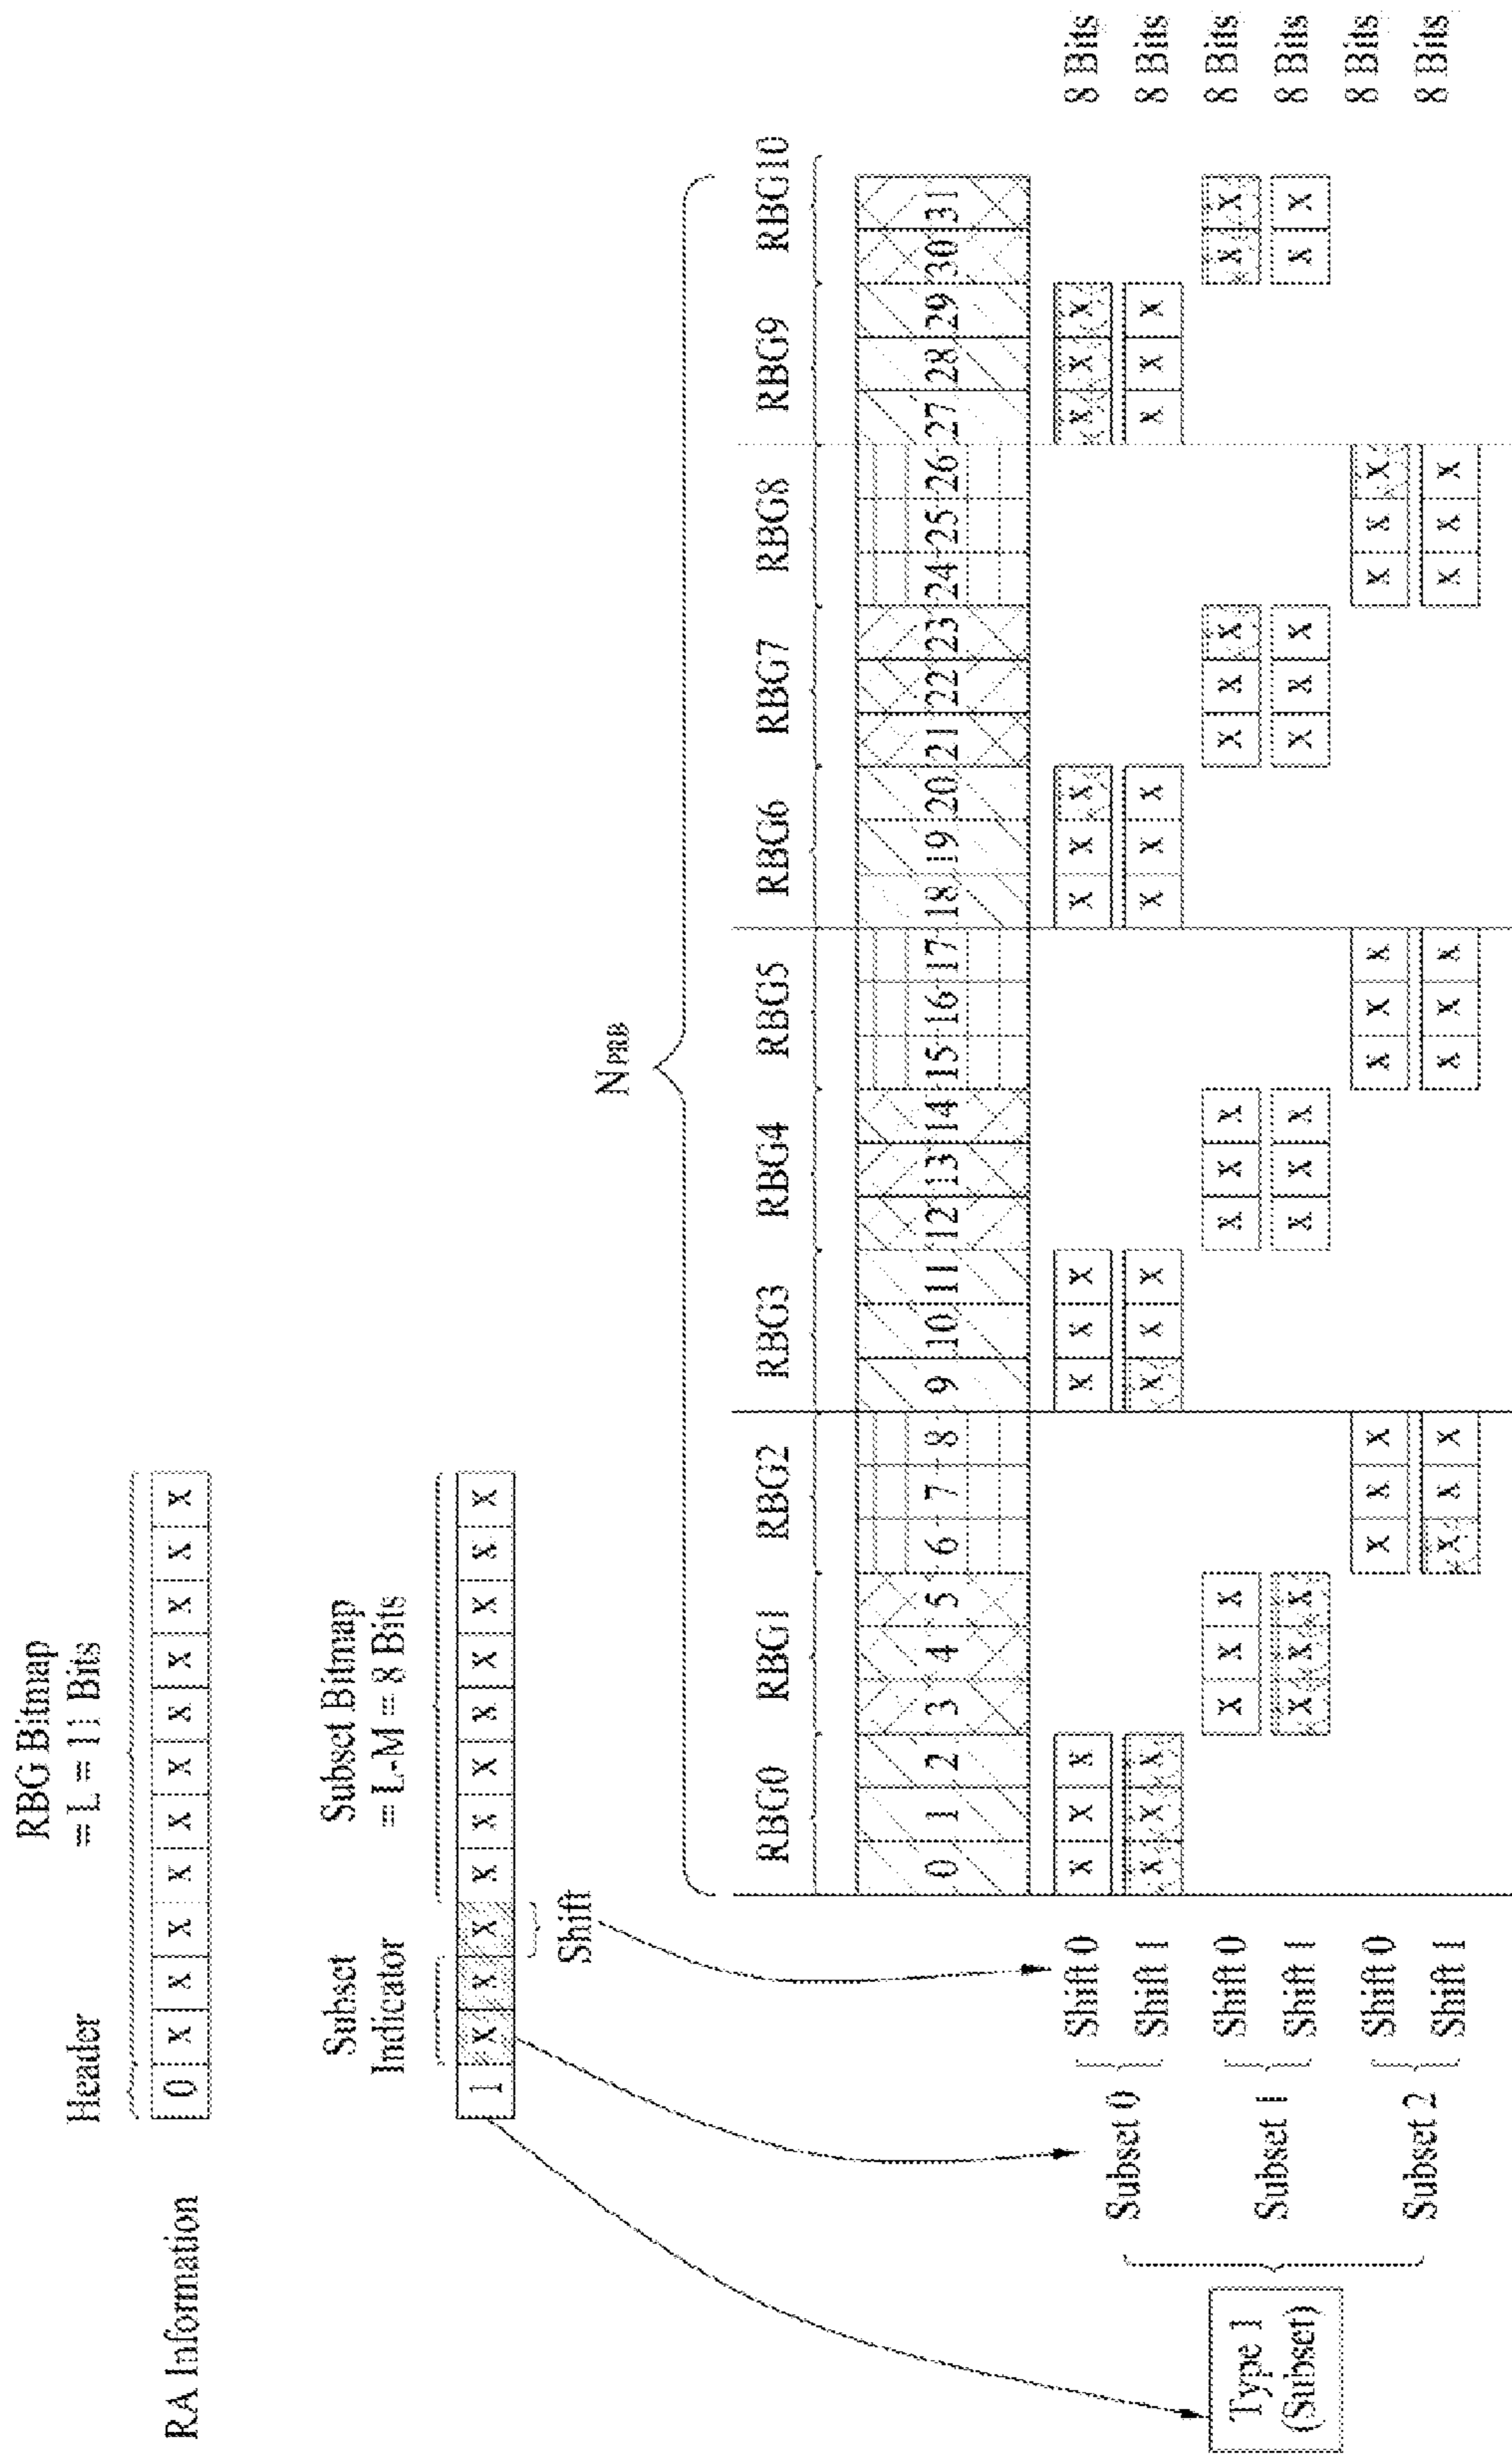 RBG Bitmap
= L = 11 Bits
Header
RA Information
0 X X X X X X X X X X X
Subset Bitmap
= L-M = 8 Bits
Subset
Indicator
1 X X X X X X X X X X X
Shift
NPRB
RBG0 RBG1 RBG2 RBG3 RBG4 RBG5 RBG6 RBG7 RBG8 RBG9 RBG10
0 1 2 3 4 5 6 7 8 9 10 11 12 13 14 15 16 17 18 19 20 21 22 23 24 25 26 27 28 29 30 31
Type 1
(Subset)
Subset 0
Shift 0 X X X X X X X X X X X X 8 Bits
Shift 1 X X X X X X X X X X X X 8 Bits
Subset 1
Shift 0 X X X X X X X X X X X 8 Bits
Shift 1 X X X X X X X X X X X 8 Bits
Subset 2
Shift 0 X X X X X X X X X 8 Bits
Shift 1 X X X X X X X X X 8 Bits